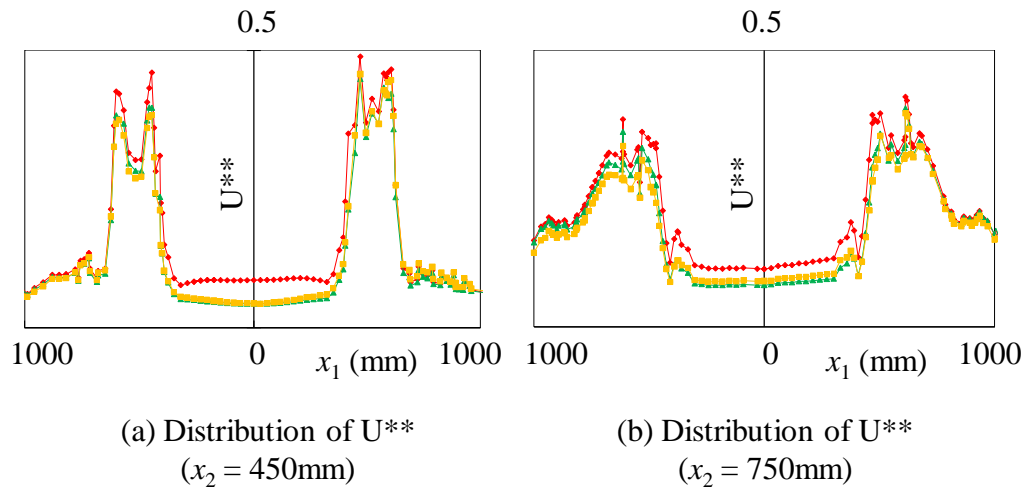 0.5
0.5
U**
U**
1000
0
x₁ (mm)
1000
1000
0
x₁ (mm)
1000
(a) Distribution of U**
(x₂ = 450mm)
(b) Distribution of U**
(x₂ = 750mm)